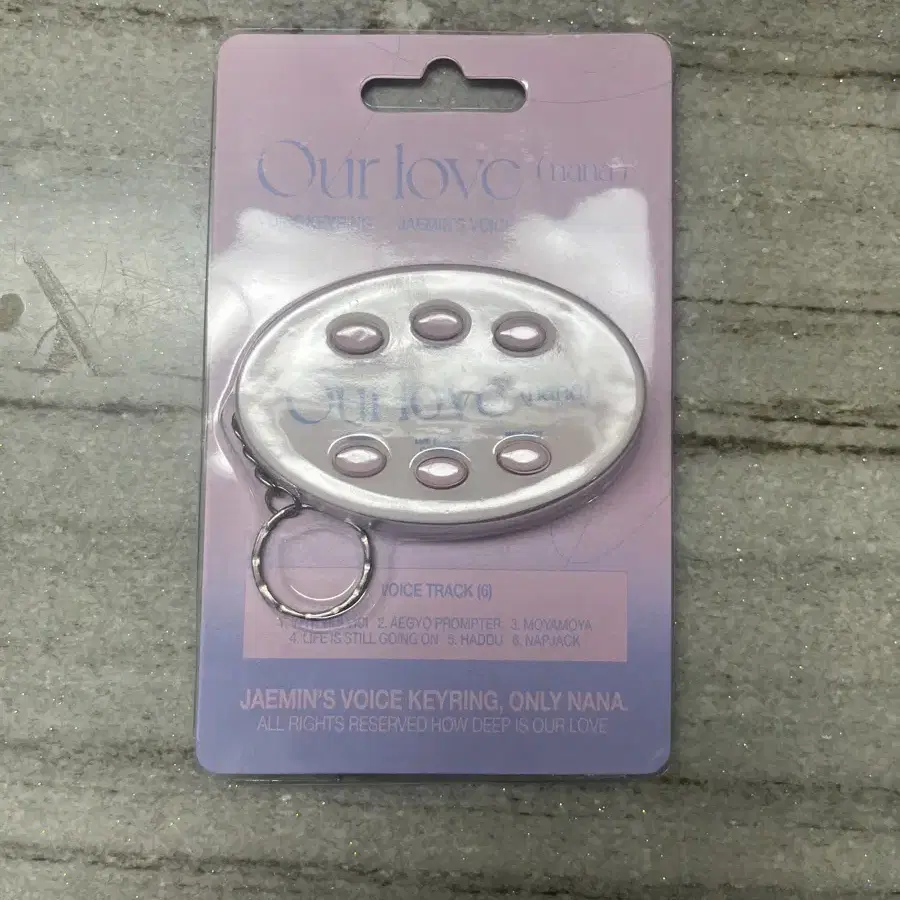 Our love (nana)
KEYRING JAEMIN'S VOICE
Our love (nana)
VOICE TRACK (6)
2. AEGYO PROMPTER 3. MOYAMOYA
4. LIFE IS STILL GOING ON 5. HADDU 6. NAPJACK
JAEMIN'S VOICE KEYRING, ONLY NANA.
ALL RIGHTS RESERVED HOW DEEP IS OUR LOVE